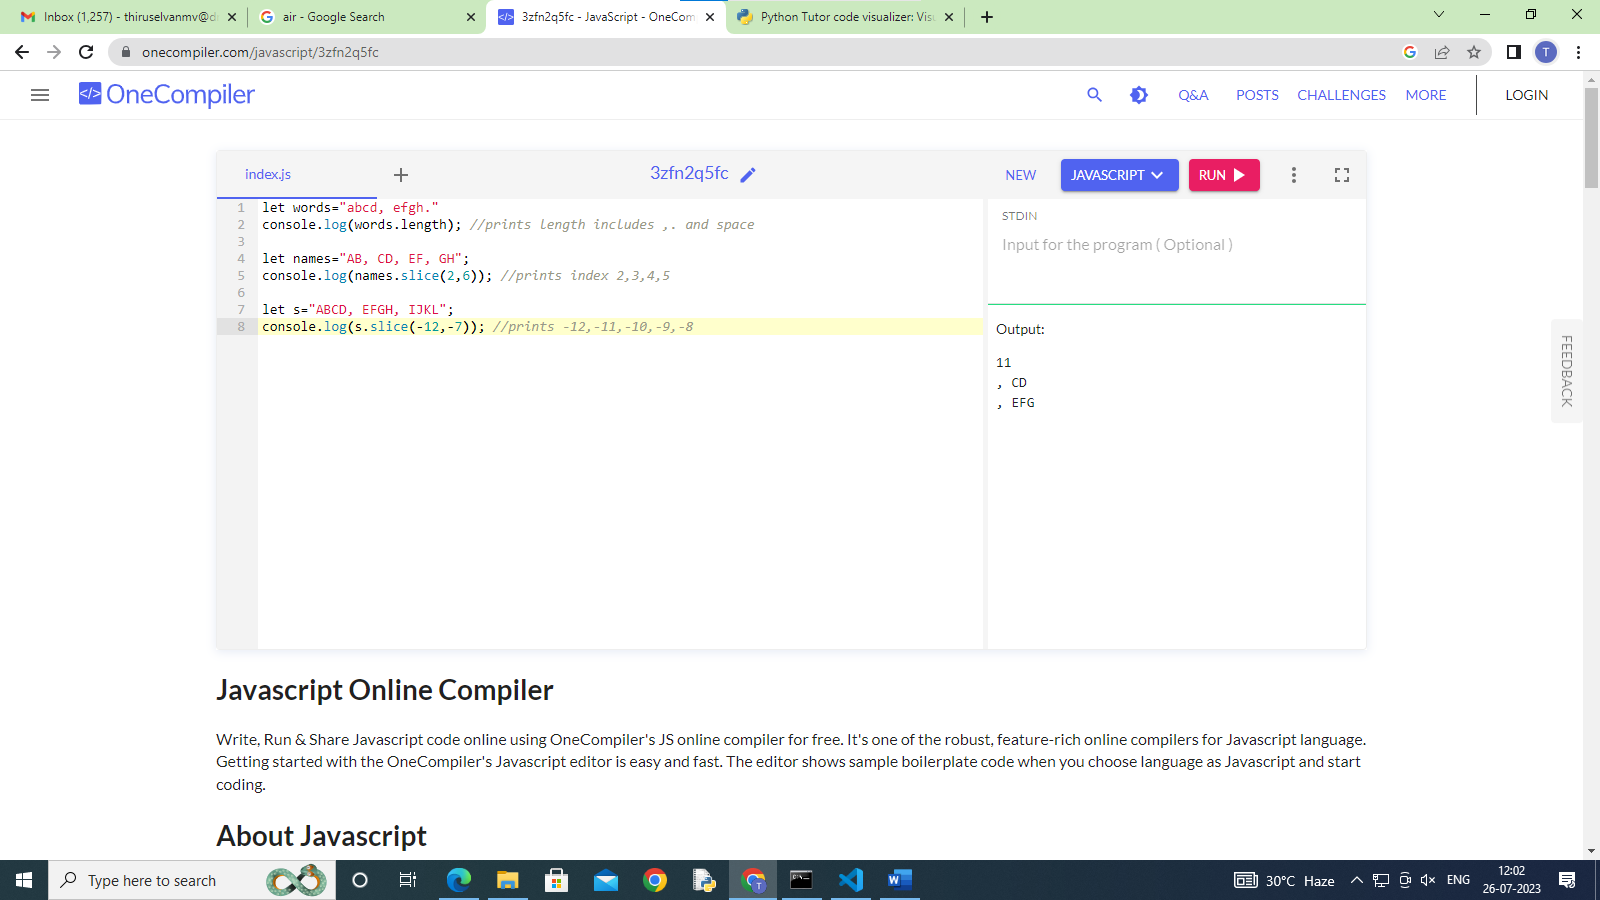 Inbox (1,257) - thiruselvanmv@d
air - Google Search
3zfn2q5fc - JavaScript - OneCom
Python Tutor code visualizer: Visu
onecompiler.com/javascript/3zfn2q5fc
T
</> OneCompiler
Q&A
POSTS
CHALLENGES
MORE
LOGIN
index.js
3zfn2q5fc
NEW
JAVASCRIPT
RUN
1 let words="abcd, efgh."
2 console.log(words.length); //prints length includes ,. and space
3
4 let names="AB, CD, EF, GH";
5 console.log(names.slice(2,6)); //prints index 2,3,4,5
6
7 let s="ABCD, EFGH, IJKL";
8 console.log(s.slice(-12,-7)); //prints -12,-11,-10,-9,-8
STDIN
Input for the program ( Optional )
Output:
11
, CD
, EFG
FEEDBACK
Javascript Online Compiler
Write, Run & Share Javascript code online using OneCompiler's JS online compiler for free. It's one of the robust, feature-rich online compilers for Javascript language.
Getting started with the OneCompiler's Javascript editor is easy and fast. The editor shows sample boilerplate code when you choose language as Javascript and start
coding.
About Javascript
Type here to search
T
30°C Haze
ENG
12:02
26-07-2023